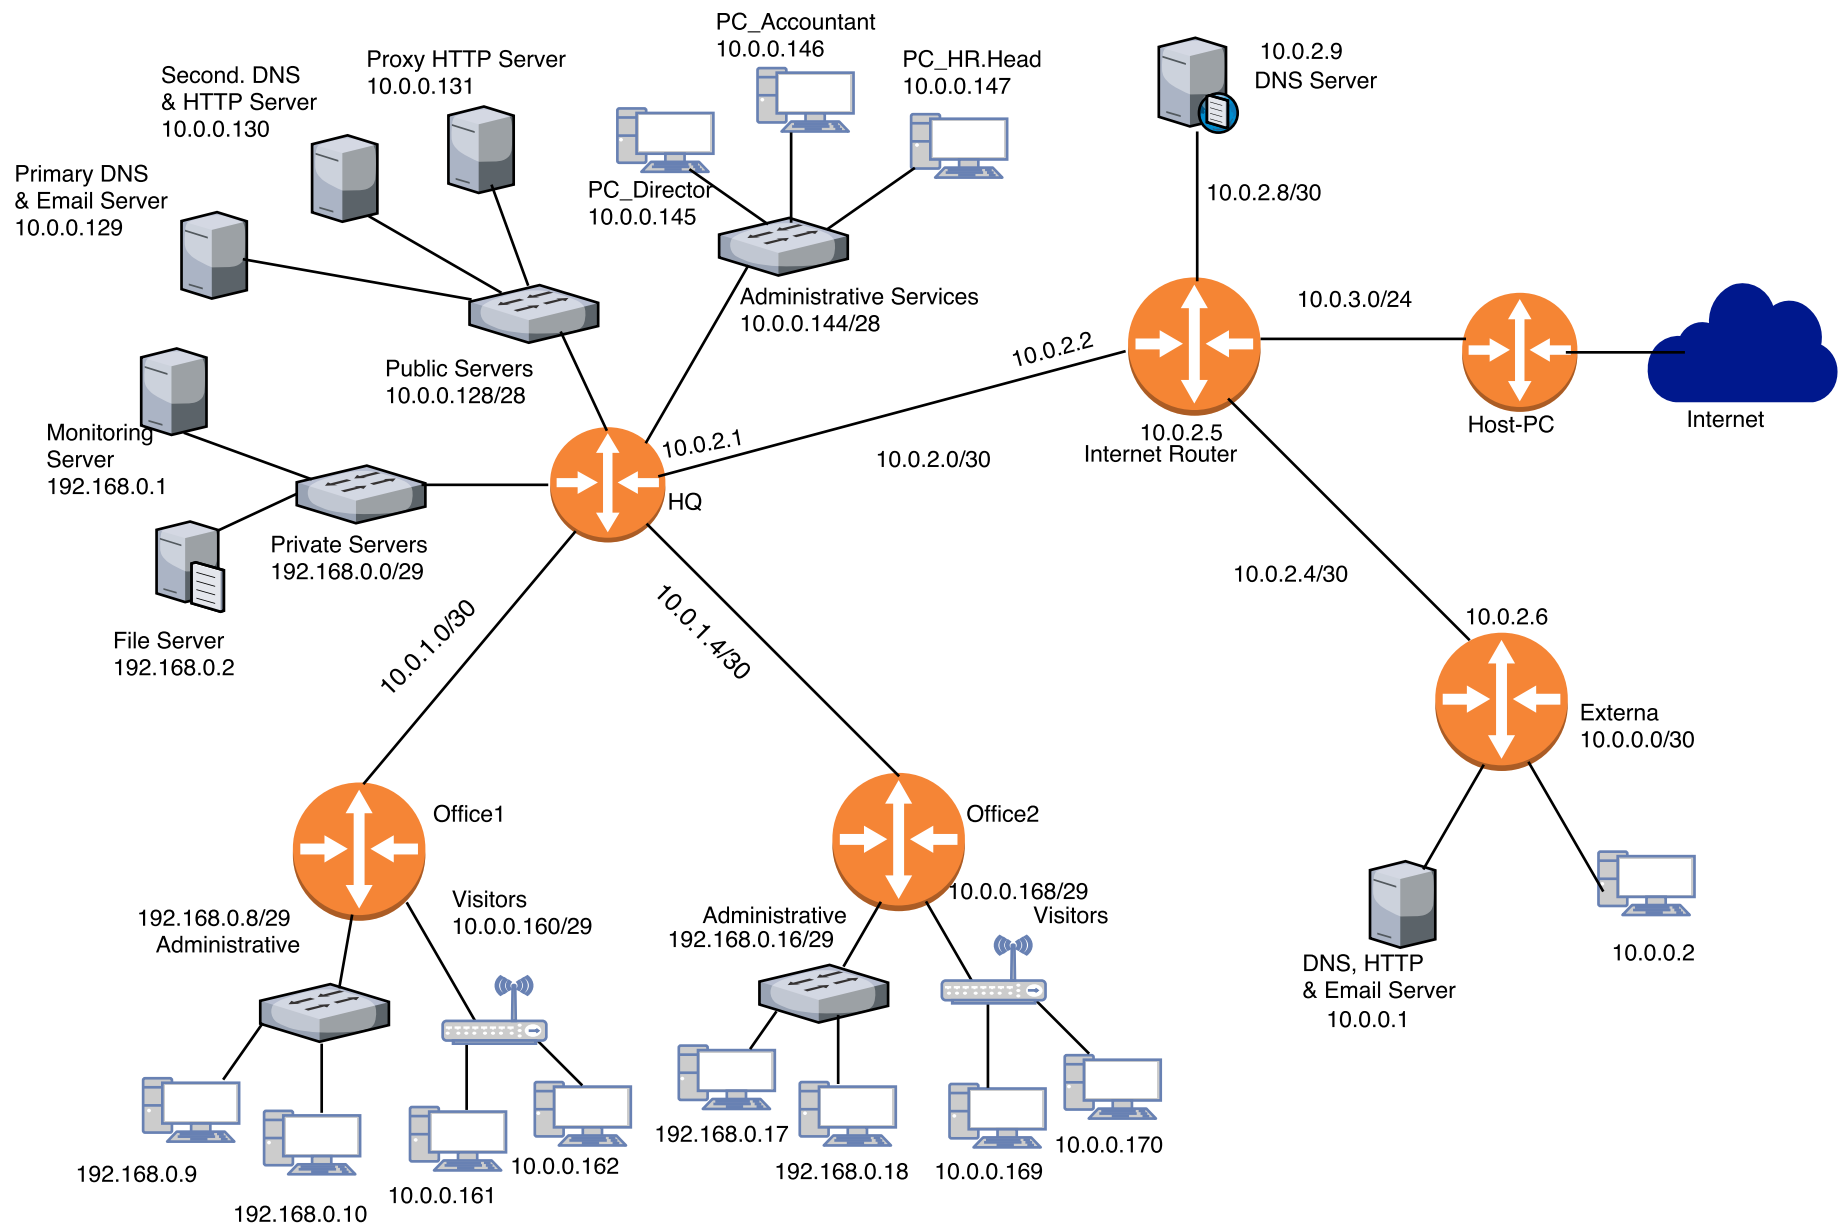 PC_Accountant
10.0.0.146
Proxy HTTP Server
10.0.0.131
PC_HR.Head
10.0.0.147
10.0.2.9
DNS Server
Second. DNS
& HTTP Server
10.0.0.130
Primary DNS
& Email Server
10.0.0.129
PC_Director
10.0.0.145
10.0.2.8/30
Administrative Services
10.0.0.144/28
10.0.3.0/24
10.0.2.2
Public Servers
10.0.0.128/28
Host-PC
Internet
Monitoring
Server
192.168.0.1
10.0.2.1
10.0.2.0/30
10.0.2.5
Internet Router
HQ
Private Servers
192.168.0.0/29
10.0.2.4/30
File Server
192.168.0.2
10.0.1.0/30
10.0.1.4/30
10.0.2.6
Externa
10.0.0.0/30
Office1
Office2
192.168.0.8/29
Administrative
Visitors
10.0.0.160/29
Administrative
192.168.0.16/29
10.0.0.168/29
Visitors
DNS, HTTP
& Email Server
10.0.0.1
10.0.0.2
192.168.0.9
192.168.0.10
10.0.0.161
10.0.0.162
192.168.0.17
192.168.0.18
10.0.0.169
10.0.0.170